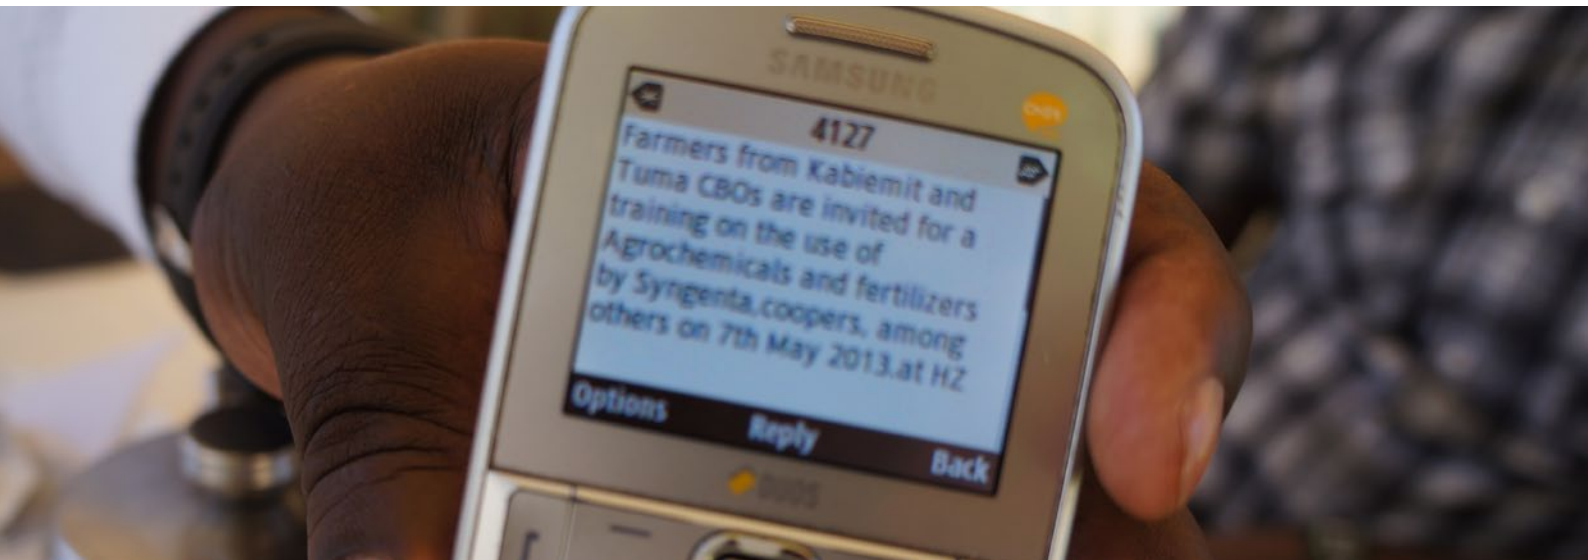 SAMSUNG
4127
Farmers from Kabiemit and
Tuma CBOs are invited for a
training on the use of
Agrochemicals and fertilizers
by Syngenta,coopers, among
others on 7th May 2013.at HZ
Options Reply Back
DUOS